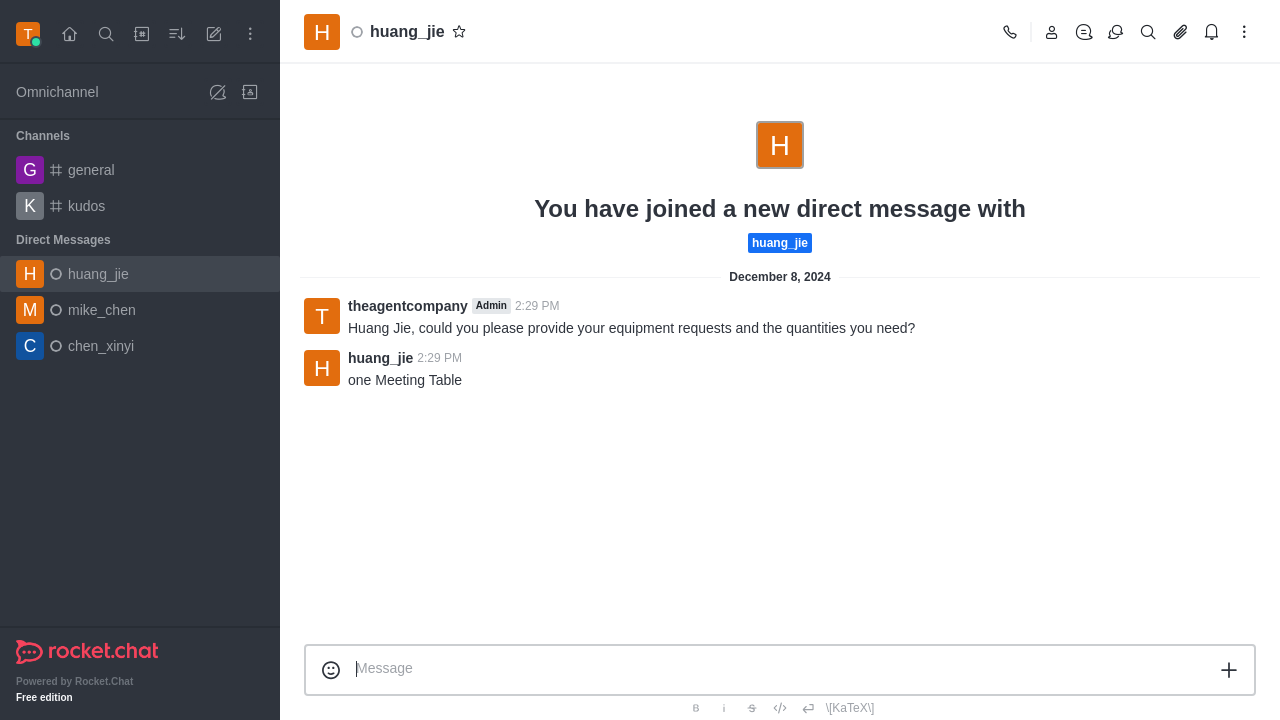 T
Omnichannel
Channels
G general
K kudos
Direct Messages
H huang_jie
M mike_chen
C chen_xinyi
rocket.chat
Powered by Rocket.Chat
Free edition
H huang_jie
H
You have joined a new direct message with
huang_jie
December 8, 2024
T theagentcompany Admin 2:29 PM
Huang Jie, could you please provide your equipment requests and the quantities you need?
H huang_jie 2:29 PM
one Meeting Table
Message
B i S </> \[KaTeX\]